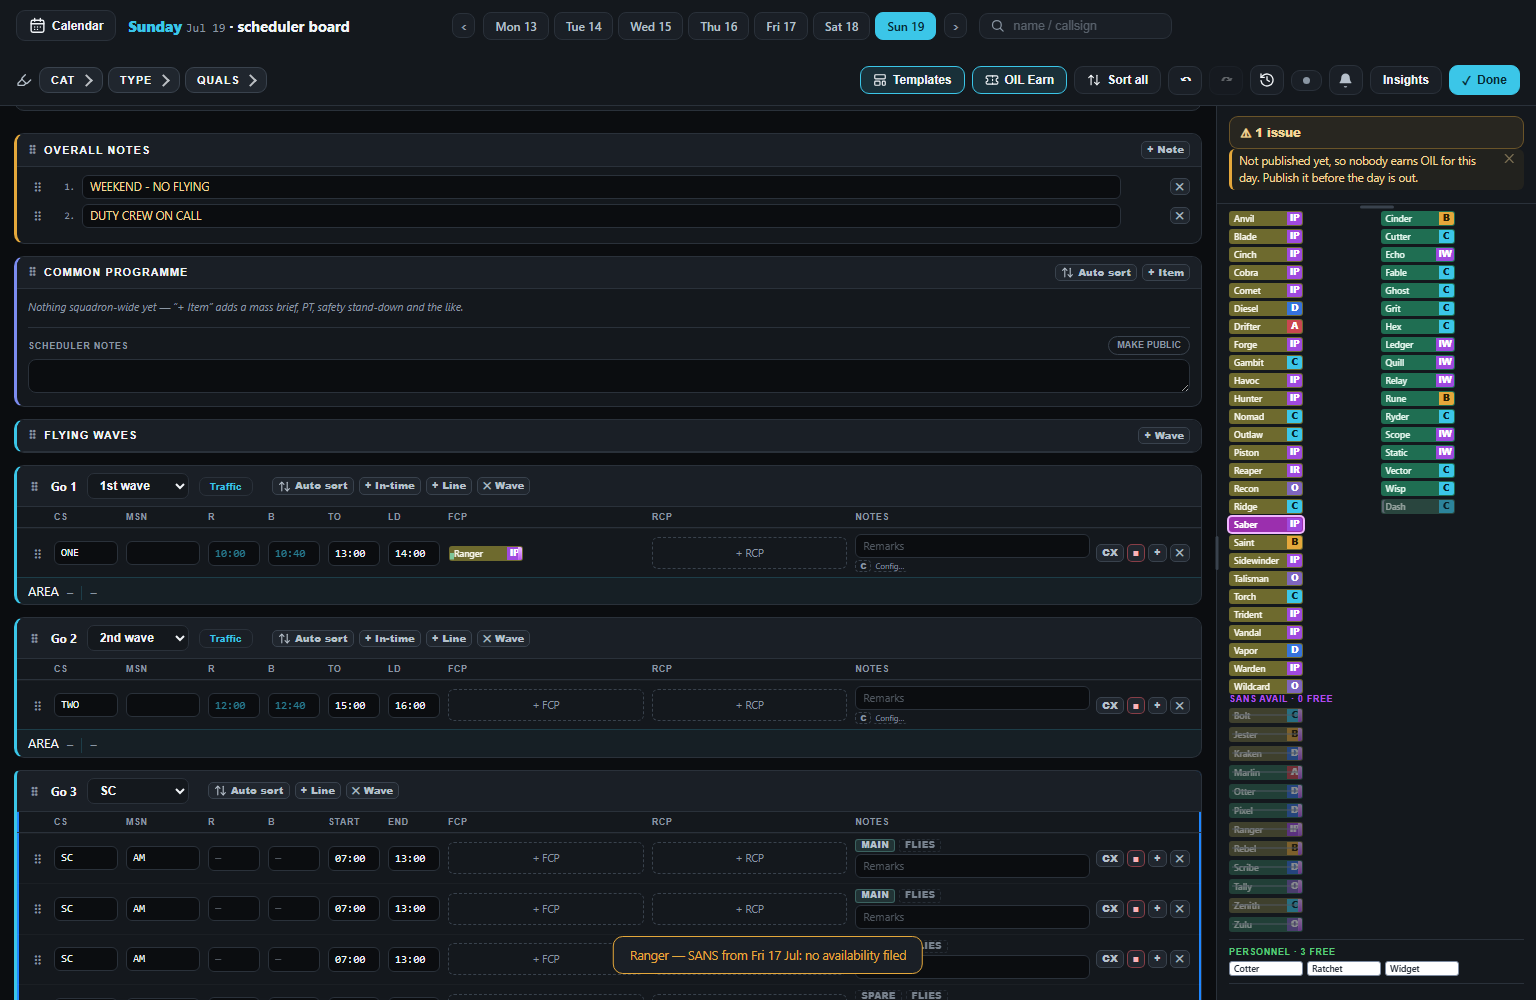 Calendar
Sunday Jul 19 · scheduler board
‹ Mon 13 Tue 14 Wed 15 Thu 16 Fri 17 Sat 18 Sun 19 ›
name / callsign
CAT TYPE QUALS
Templates OIL Earn Sort all Insights ✓ Done
OVERALL NOTES + Note
1. WEEKEND - NO FLYING
2. DUTY CREW ON CALL
COMMON PROGRAMME Auto sort + Item
Nothing squadron-wide yet — "+ Item" adds a mass brief, PT, safety stand-down and the like.
SCHEDULER NOTES MAKE PUBLIC
FLYING WAVES + Wave
Go 1 1st wave Traffic Auto sort + In-time + Line X Wave
CS MSN R B TO LD FCP RCP NOTES
ONE 10:00 10:40 13:00 14:00 Ranger IP + RCP Remarks CX + X
C Config...
AREA – –
Go 2 2nd wave Traffic Auto sort + In-time + Line X Wave
CS MSN R B TO LD FCP RCP NOTES
TWO 12:00 12:40 15:00 16:00 + FCP + RCP Remarks CX + X
C Config...
AREA – –
Go 3 SC Auto sort + Line X Wave
CS MSN R B START END FCP RCP NOTES
MAIN FLIES
SC AM – – 07:00 13:00 + FCP + RCP Remarks CX + X
MAIN FLIES
SC AM – – 07:00 13:00 + FCP + RCP Remarks CX + X
SC AM – – 07:00 13:00 + FCP CX + X
SPARE FLIES
Ranger — SANS from Fri 17 Jul: no availability filed
⚠ 1 issue
Not published yet, so nobody earns OIL for this
day. Publish it before the day is out.
Anvil IP
Blade IP
Cinch IP
Cobra IP
Comet IP
Diesel D
Drifter A
Forge IP
Gambit C
Havoc IP
Hunter IP
Nomad C
Outlaw C
Piston IP
Reaper IR
Recon O
Ridge C
Saber IP
Saint B
Sidewinder IP
Talisman O
Torch C
Trident IP
Vandal IP
Vapor D
Warden IP
Wildcard O
Cinder B
Cutter C
Echo IW
Fable C
Ghost C
Grit C
Hex C
Ledger IW
Quill IW
Relay IW
Rune B
Ryder C
Scope IW
Static IW
Vector C
Wisp C
Dash C
SANS AVAIL · 0 FREE
Bolt C
Jester B
Kraken D
Marlin A
Otter D
Pixel D
Ranger IP
Rebel B
Scribe D
Tally O
Zenith C
Zulu O
PERSONNEL · 3 FREE
Cotter Ratchet Widget